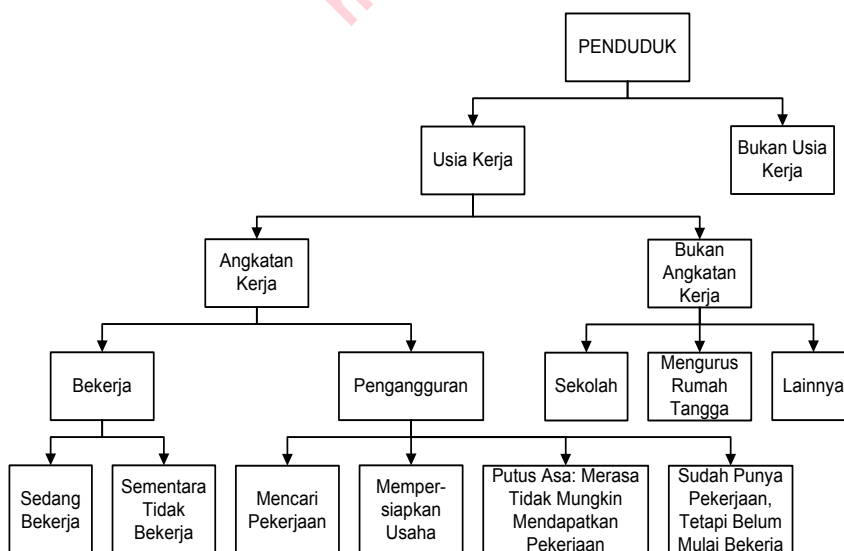 PENDUDUK
Usia Kerja
Bukan Usia
Kerja
Angkatan
Kerja
Bukan
Angkatan
Kerja
Bekerja
Pengangguran
Sekolah
Mengurus
Rumah
Tangga
Lainnya
Sedang
Bekerja
Sementara
Tidak
Bekerja
Mencari
Pekerjaan
Memper-
siapkan
Usaha
Putus Asa: Merasa
Tidak Mungkin
Mendapatkan
Pekerjaan
Sudah Punya
Pekerjaan,
Tetapi Belum
Mulai Bekerja